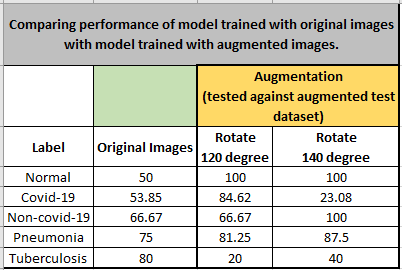 Comparing performance of model trained with original images
with model trained with augmented images.
Augmentation
(tested against augmented test
dataset)
Label Original Images Rotate Rotate
120 degree 140 degree
Normal 50 100 100
Covid-19 53.85 84.62 23.08
Non-covid-19 66.67 66.67 100
Pneumonia 75 81.25 87.5
Tuberculosis 80 20 40